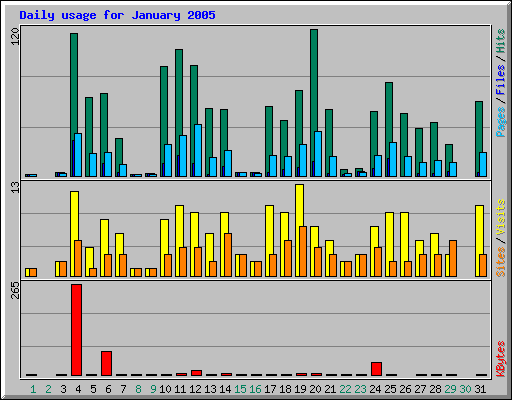 Daily usage for January 2005
120
Pages/Files/Hits
13
Sites/Visits
265
KBytes
1 2 3 4 5 6 7 8 9 10 11 12 13 14 15 16 17 18 19 20 21 22 23 24 25 26 27 28 29 30 31